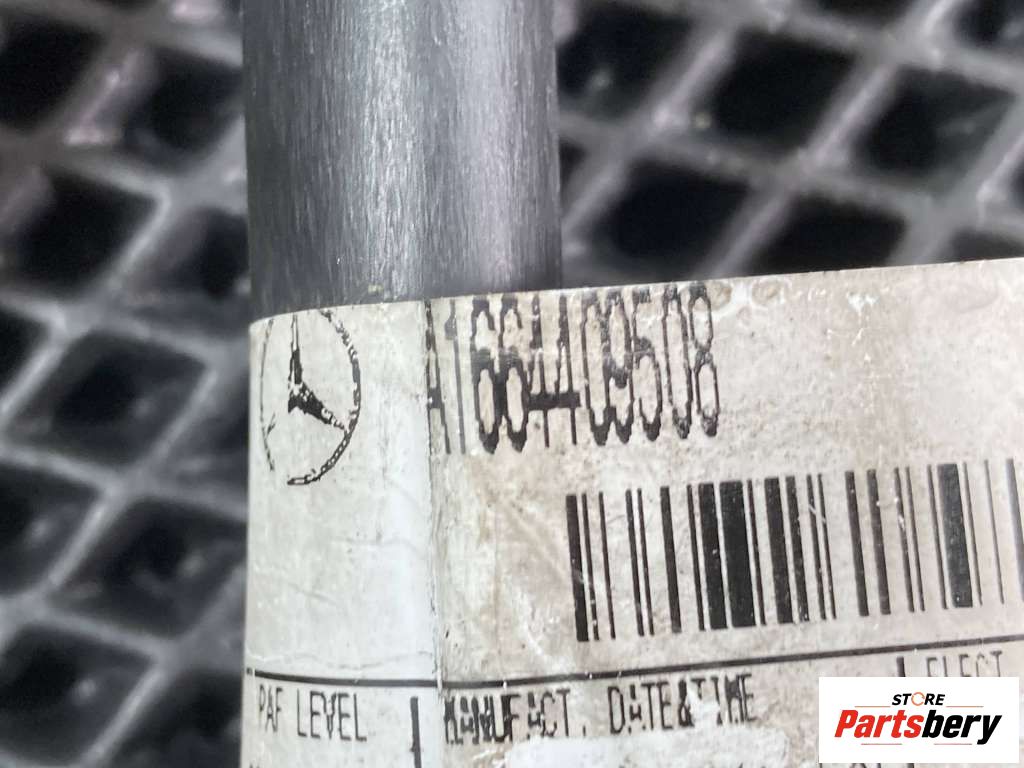 A1664409508
PAF LEVEL
MANUFACT. DATE&TIME
ELECT
STORE
Partsbery